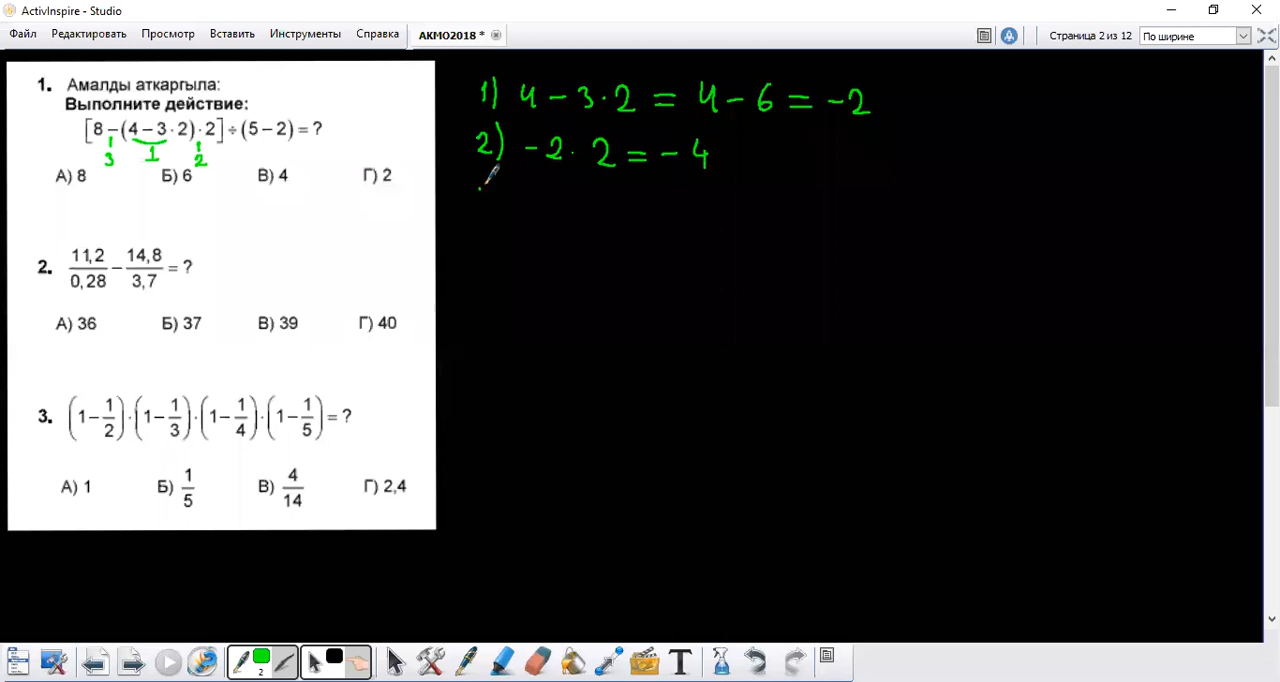 ActivInspire - Studio
Файл Редактировать Просмотр Вставить Инструменты Справка АКМО2018 * Страница 2 из 12 По ширине
1. Амалды аткаргыла:
Выполните действие:
[8-(4-3·2)·2]÷(5-2)=?
3 1 2
А) 8 Б) 6 В) 4 Г) 2
2. 11,2/0,28 - 14,8/3,7 = ?
А) 36 Б) 37 В) 39 Г) 40
3. (1-1/2)·(1-1/3)·(1-1/4)·(1-1/5)=?
А) 1 Б) 1/5 В) 4/14 Г) 2,4
1) 4 - 3 · 2 = 4 - 6 = -2
2) -2 · 2 = -4
2